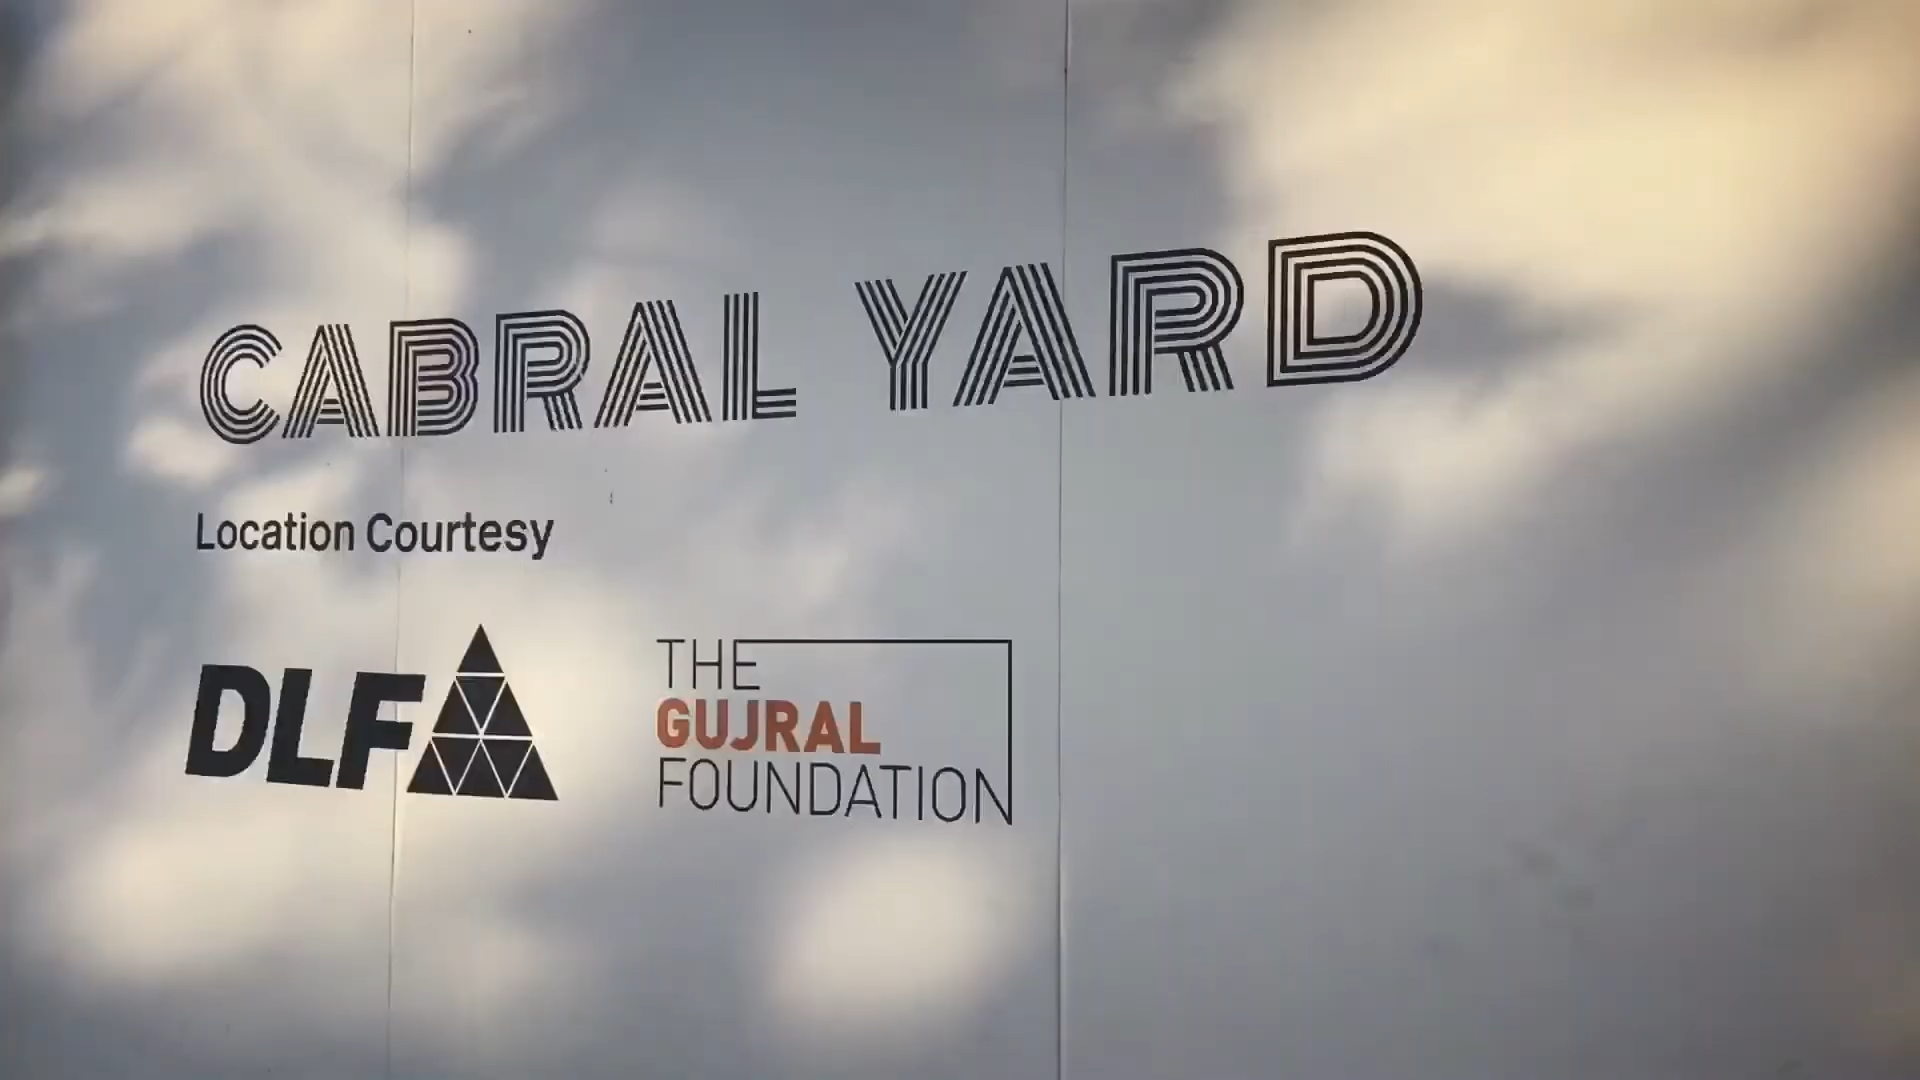 CABRAL YARD
Location Courtesy
DLF
THE
GUJRAL
FOUNDATION